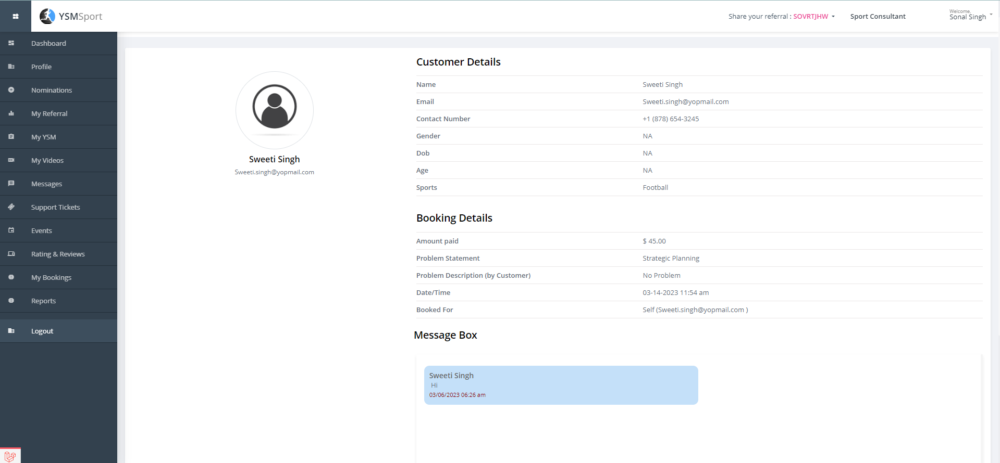 YSMSport
Share your referral : SOVRTJHW
Sport Consultant
Welcome,
Sonal Singh
Dashboard
Profile
Nominations
My Referral
My YSM
My Videos
Messages
Support Tickets
Events
Rating & Reviews
My Bookings
Reports
Logout
Sweeti Singh
Sweeti.singh@yopmail.com
Customer Details
Name Sweeti Singh
Email Sweeti.singh@yopmail.com
Contact Number +1 (878) 654-3245
Gender NA
Dob NA
Age NA
Sports Football
Booking Details
Amount paid $ 45.00
Problem Statement Strategic Planning
Problem Description (by Customer) No Problem
Date/Time 03-14-2023 11:54 am
Booked For Self (Sweeti.singh@yopmail.com )
Message Box
Sweeti Singh
Hi
03/06/2023 06:26 am